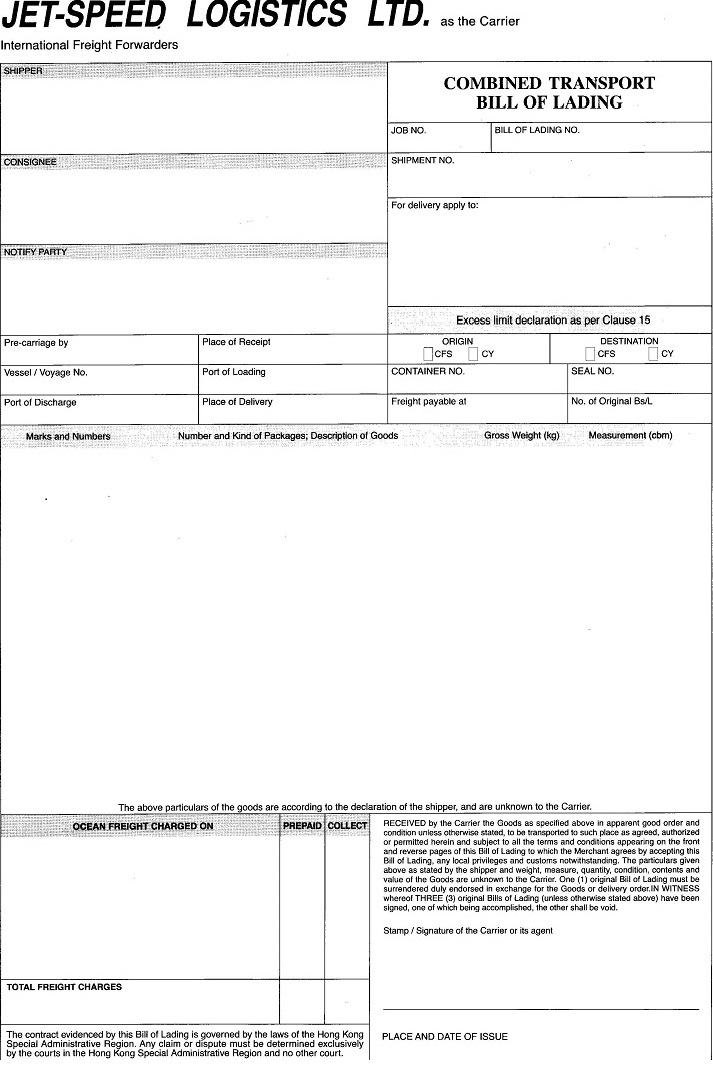 JET-SPEED LOGISTICS LTD. as the Carrier
International Freight Forwarders
SHIPPER
COMBINED TRANSPORT
BILL OF LADING
JOB NO.
BILL OF LADING NO.
CONSIGNEE
SHIPMENT NO.
For delivery apply to:
NOTIFY PARTY
Excess limit declaration as per Clause 15
Pre-carriage by
Place of Receipt
ORIGIN
DESTINATION
CFS CY
CFS CY
Vessel / Voyage No.
Port of Loading
CONTAINER NO.
SEAL NO.
Port of Discharge
Place of Delivery
Freight payable at
No. of Original Bs/L
Marks and Numbers
Number and Kind of Packages; Description of Goods
Gross Weight (kg)
Measurement (cbm)
The above particulars of the goods are according to the declaration of the shipper, and are unknown to the Carrier.
OCEAN FREIGHT CHARGED ON
PREPAID
COLLECT
RECEIVED by the Carrier the Goods as specified above in apparent good order and
condition unless otherwise stated, to be transported to such place as agreed, authorized
or permitted herein and subject to all the terms and conditions appearing on the front
and reverse pages of this Bill of Lading to which the Merchant agrees by accepting this
Bill of Lading, any local privileges and customs notwithstanding. The particulars given
above as stated by the shipper and weight, measure, quantity, condition, contents and
value of the Goods are unknown to the Carrier. One (1) original Bill of Lading must be
surrendered duly endorsed in exchange for the Goods or delivery order.IN WITNESS
whereof THREE (3) original Bills of Lading (unless otherwise stated above) have been
signed, one of which being accomplished, the other shall be void.
Stamp / Signature of the Carrier or its agent
TOTAL FREIGHT CHARGES
The contract evidenced by this Bill of Lading is governed by the laws of the Hong Kong
Special Administrative Region. Any claim or dispute must be determined exclusively
by the courts in the Hong Kong Special Administrative Region and no other court.
PLACE AND DATE OF ISSUE